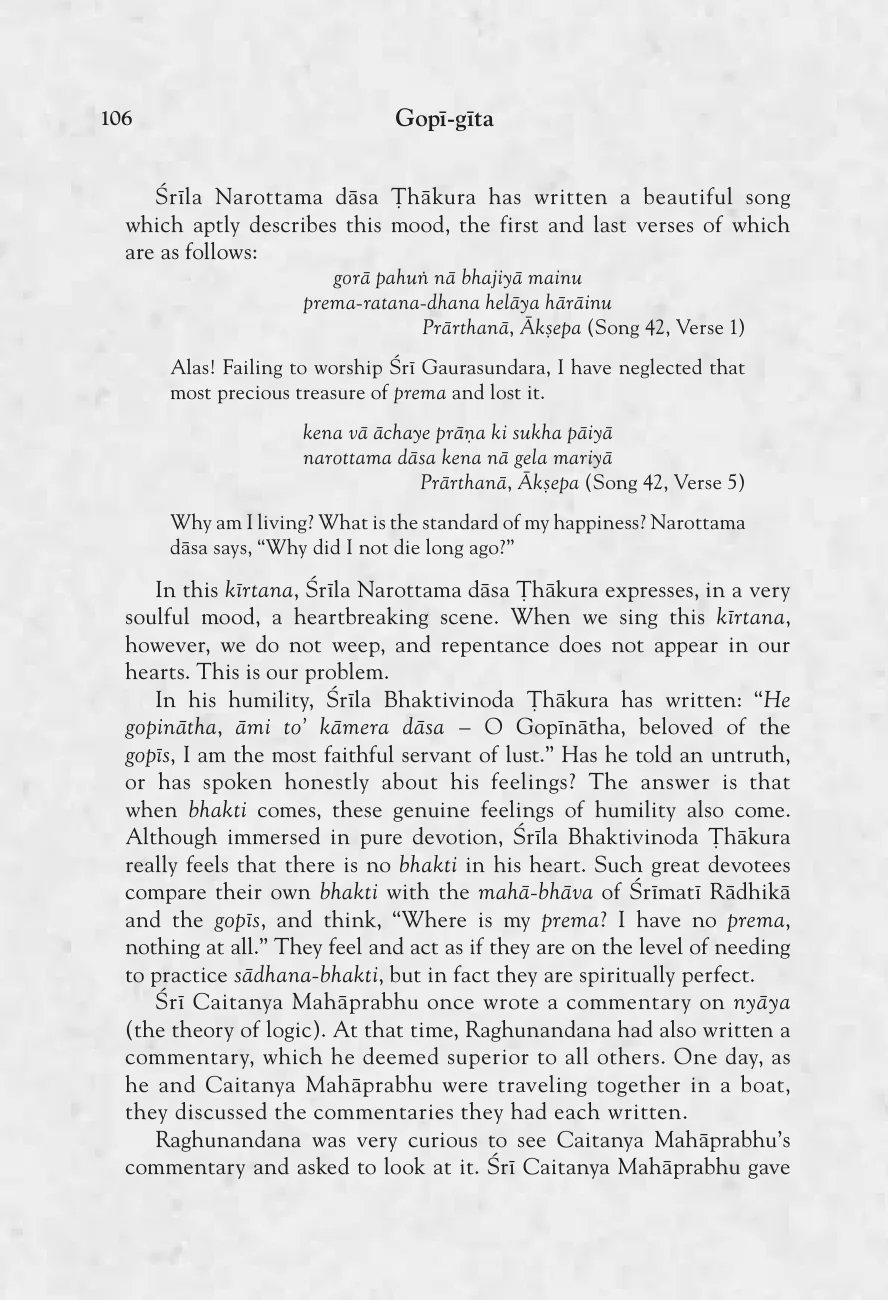 106
Gopī-gīta
Śrīla Narottama dāsa Ṭhākura has written a beautiful song
which aptly describes this mood, the first and last verses of which
are as follows:
gorā pahuṅ nā bhajiyā mainu
prema-ratana-dhana helāya hārāinu
Prārthanā, Ākṣepa (Song 42, Verse 1)
Alas! Failing to worship Śrī Gaurasundara, I have neglected that
most precious treasure of prema and lost it.
kena vā āchaye prāṇa ki sukha pāiyā
narottama dāsa kena nā gela mariyā
Prārthanā, Ākṣepa (Song 42, Verse 5)
Why am I living? What is the standard of my happiness? Narottama
dāsa says, “Why did I not die long ago?”
In this kīrtana, Śrīla Narottama dāsa Ṭhākura expresses, in a very
soulful mood, a heartbreaking scene. When we sing this kīrtana,
however, we do not weep, and repentance does not appear in our
hearts. This is our problem.
In his humility, Śrīla Bhaktivinoda Ṭhākura has written: “He
gopinātha, āmi to’ kāmera dāsa – O Gopīnātha, beloved of the
gopīs, I am the most faithful servant of lust.” Has he told an untruth,
or has spoken honestly about his feelings? The answer is that
when bhakti comes, these genuine feelings of humility also come.
Although immersed in pure devotion, Śrīla Bhaktivinoda Ṭhākura
really feels that there is no bhakti in his heart. Such great devotees
compare their own bhakti with the mahā-bhāva of Śrīmatī Rādhikā
and the gopīs, and think, “Where is my prema? I have no prema,
nothing at all.” They feel and act as if they are on the level of needing
to practice sādhana-bhakti, but in fact they are spiritually perfect.
Śrī Caitanya Mahāprabhu once wrote a commentary on nyāya
(the theory of logic). At that time, Raghunandana had also written a
commentary, which he deemed superior to all others. One day, as
he and Caitanya Mahāprabhu were traveling together in a boat,
they discussed the commentaries they had each written.
Raghunandana was very curious to see Caitanya Mahāprabhu’s
commentary and asked to look at it. Śrī Caitanya Mahāprabhu gave